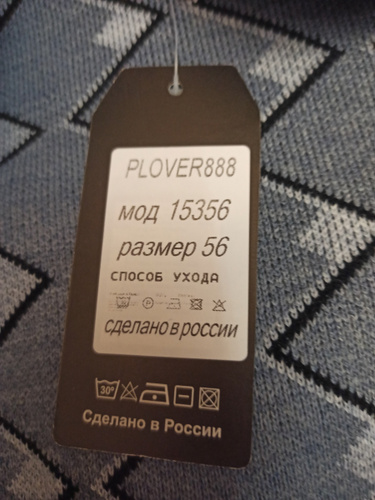 PLOVER888
мод 15356
размер 56
СПОСОБ УХОДА
сделано в россии
30°
Сделано в России